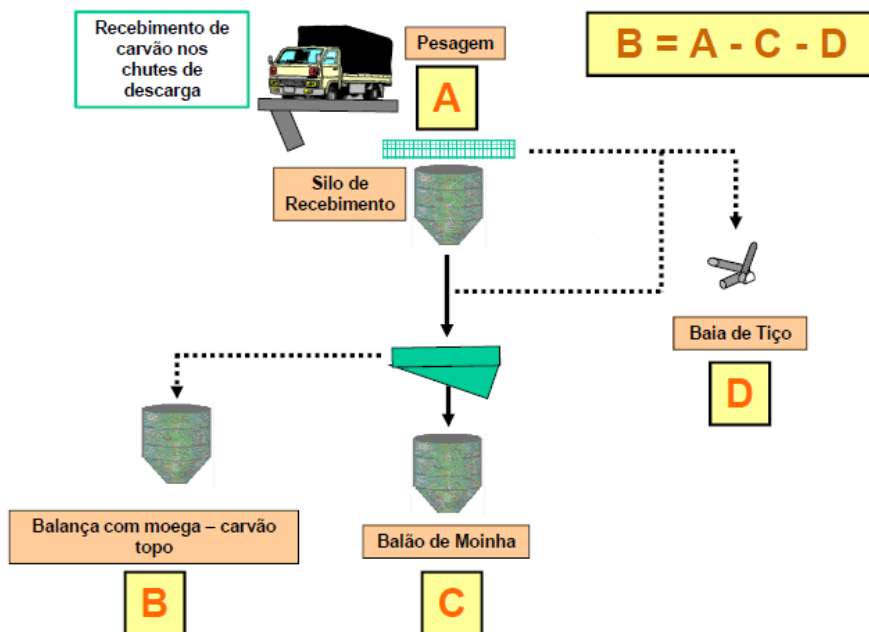 Recebimento de
carvão nos
chutes de
descarga
Pesagem
A
B = A - C - D
Silo de
Recebimento
Baia de Tiço
D
Balança com moega – carvão
topo
B
Balão de Moinha
C